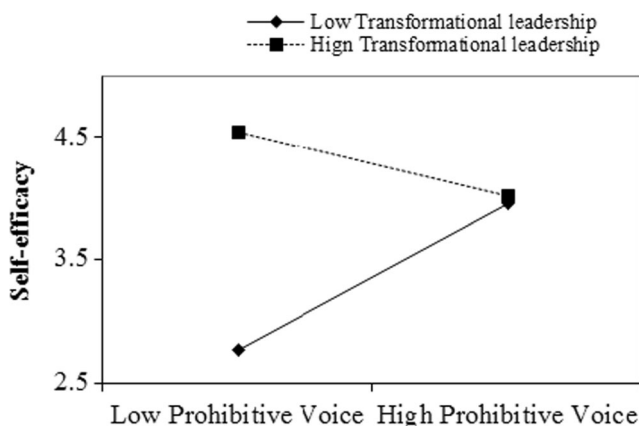 Low Transformational leadership
Hign Transformational leadership
4.5
3.5
2.5
Self-efficacy
Low Prohibitive Voice High Prohibitive Voice